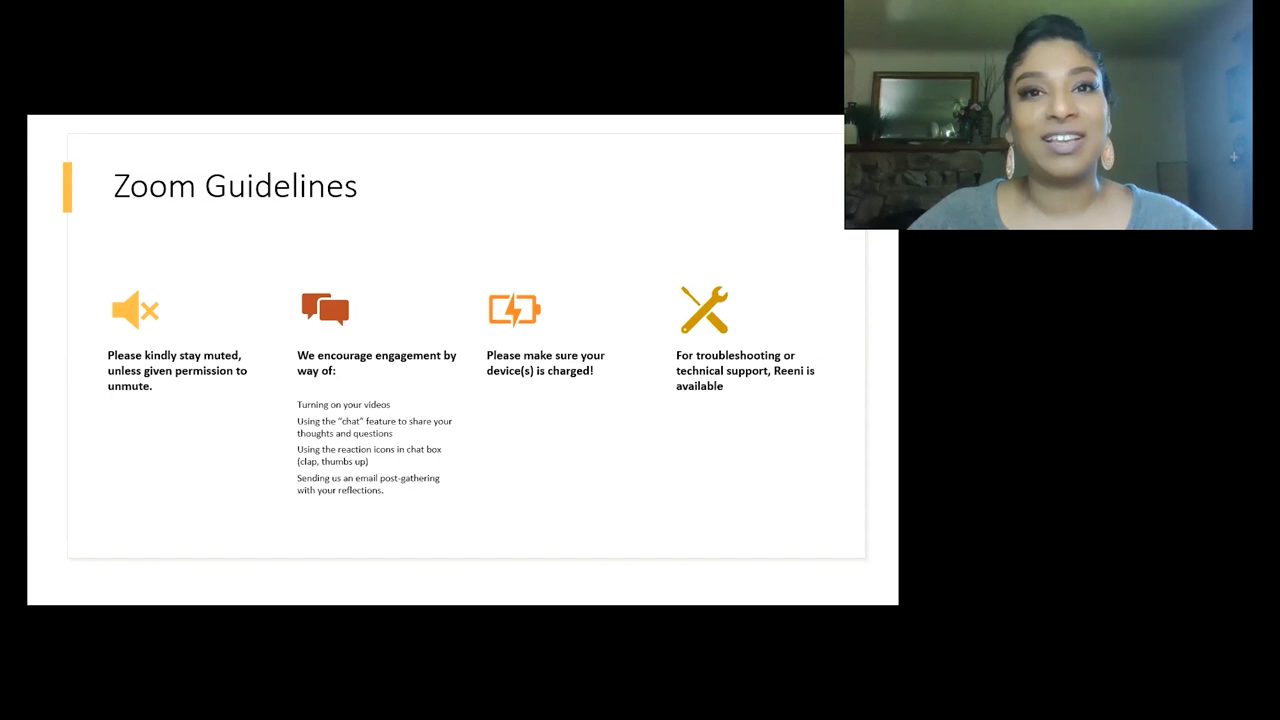 Zoom Guidelines
Please kindly stay muted,
unless given permission to
unmute.
We encourage engagement by
way of:
Turning on your videos
Using the “chat” feature to share your
thoughts and questions
Using the reaction icons in chat box
(clap, thumbs up)
Sending us an email post-gathering
with your reflections.
Please make sure your
device(s) is charged!
For troubleshooting or
technical support, Reeni is
available